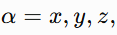 α = x, y, z,